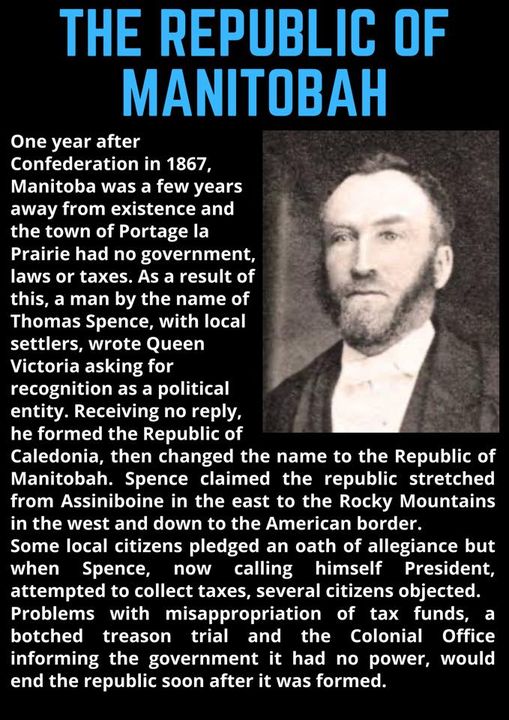 THE REPUBLIC OF
MANITOBAH
One year after
Confederation in 1867,
Manitoba was a few years
away from existence and
the town of Portage la
Prairie had no government,
laws or taxes. As a result of
this, a man by the name of
Thomas Spence, with local
settlers, wrote Queen
Victoria asking for
recognition as a political
entity. Receiving no reply,
he formed the Republic of
Caledonia, then changed the name to the Republic of
Manitobah. Spence claimed the republic stretched
from Assiniboine in the east to the Rocky Mountains
in the west and down to the American border.
Some local citizens pledged an oath of allegiance but
when Spence, now calling himself President,
attempted to collect taxes, several citizens objected.
Problems with misappropriation of tax funds, a
botched treason trial and the Colonial Office
informing the government it had no power, would
end the republic soon after it was formed.